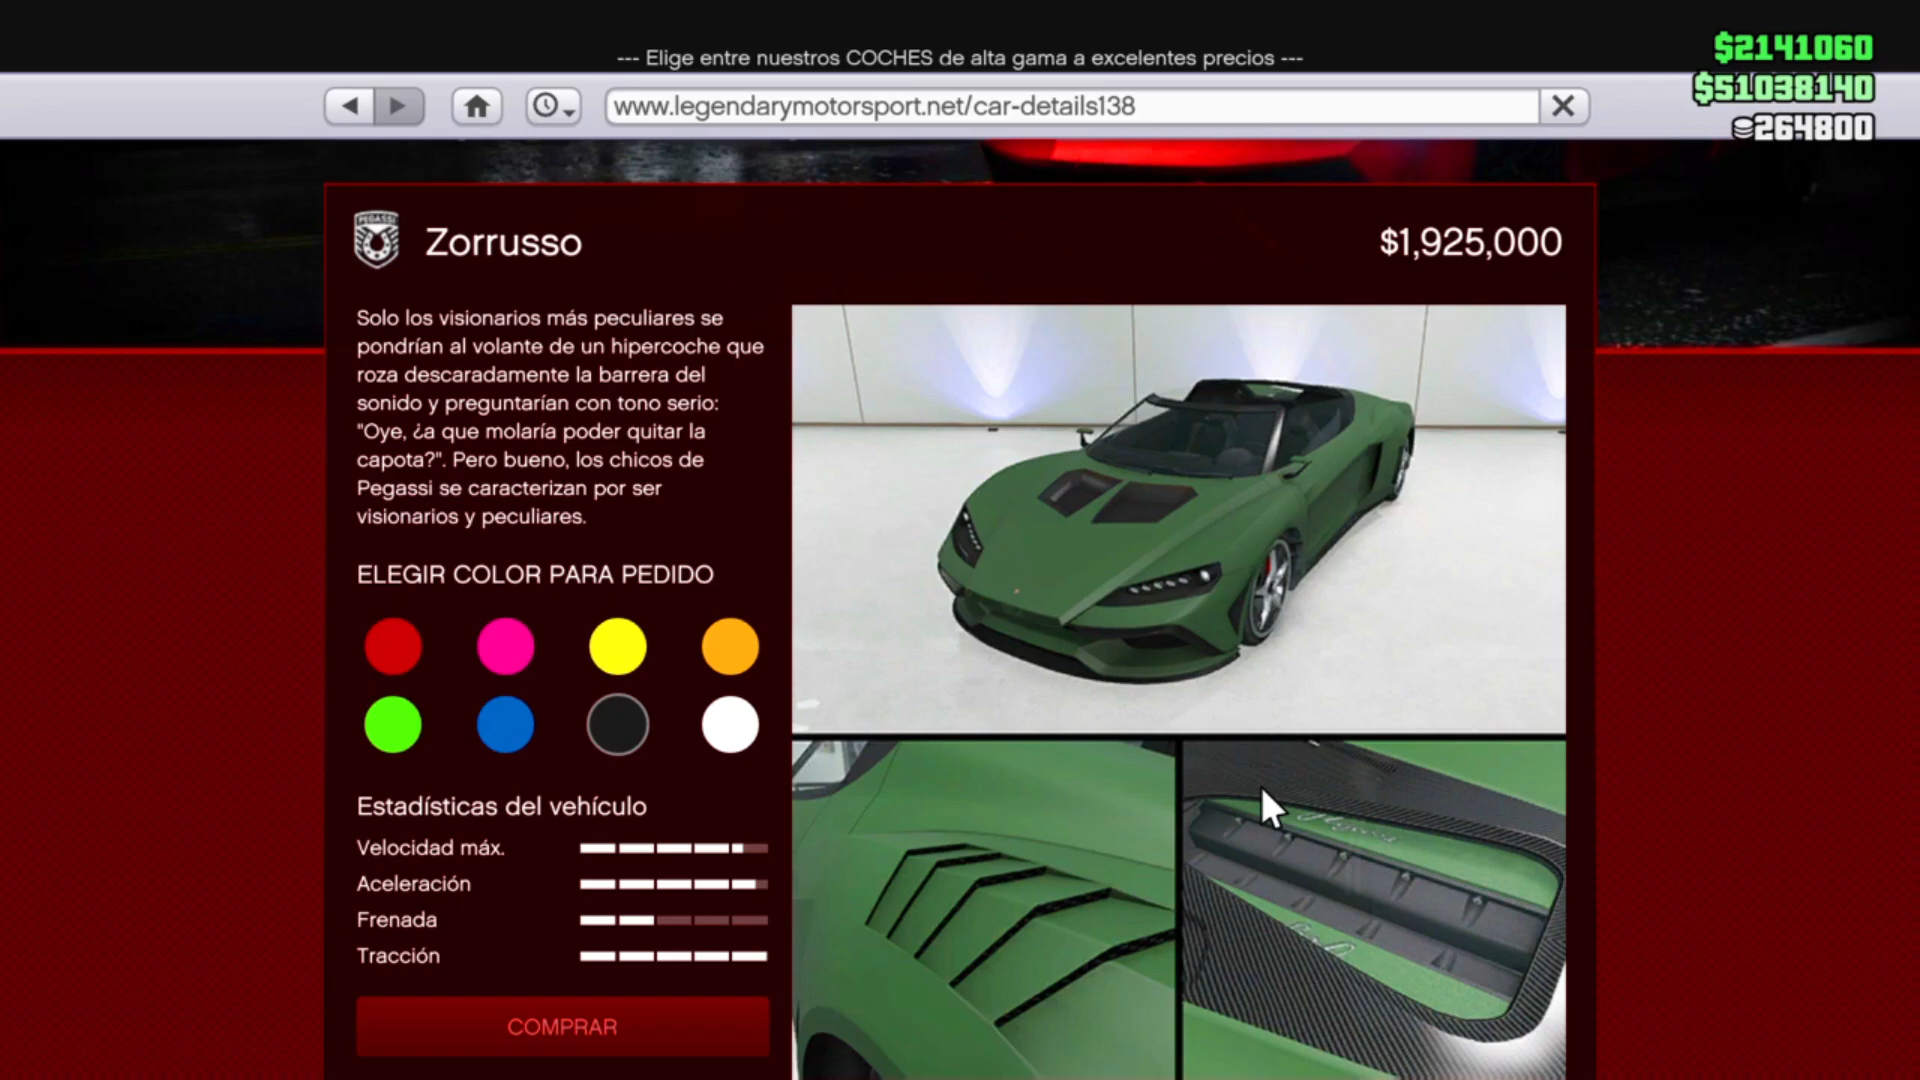 --- Elige entre nuestros COCHES de alta gama a excelentes precios ---
$2141060
$51038140
264800
www.legendarymotorsport.net/car-details138
PEGASSI
Zorrusso
$1,925,000
Solo los visionarios más peculiares se
pondrían al volante de un hipercoche que
roza descaradamente la barrera del
sonido y preguntarían con tono serio:
"Oye, ¿a que molaría poder quitar la
capota?". Pero bueno, los chicos de
Pegassi se caracterizan por ser
visionarios y peculiares.
ELEGIR COLOR PARA PEDIDO
Estadísticas del vehículo
Velocidad máx.
Aceleración
Frenada
Tracción
COMPRAR
Pegassi